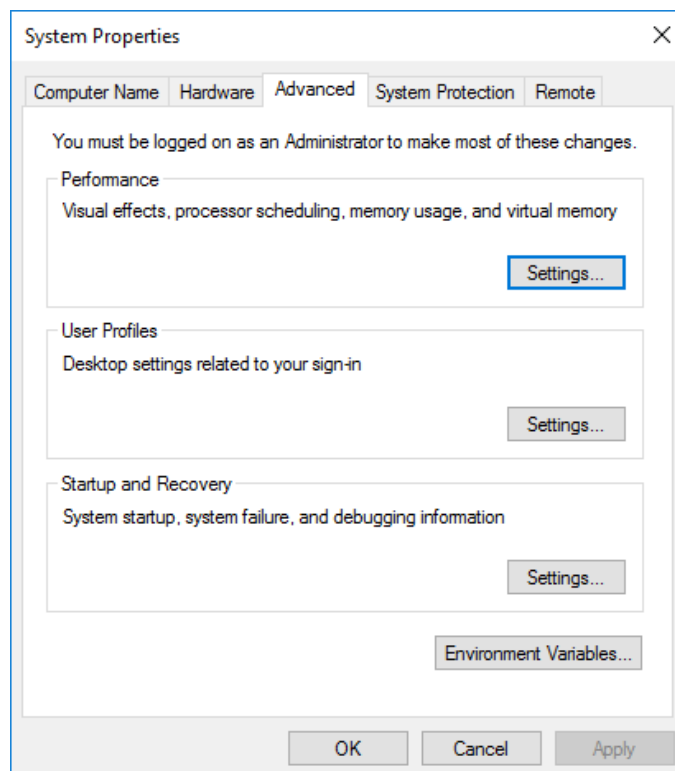 System Properties
Computer Name Hardware Advanced System Protection Remote
You must be logged on as an Administrator to make most of these changes.
Performance
Visual effects, processor scheduling, memory usage, and virtual memory
Settings...
User Profiles
Desktop settings related to your sign-in
Settings...
Startup and Recovery
System startup, system failure, and debugging information
Settings...
Environment Variables...
OK Cancel Apply